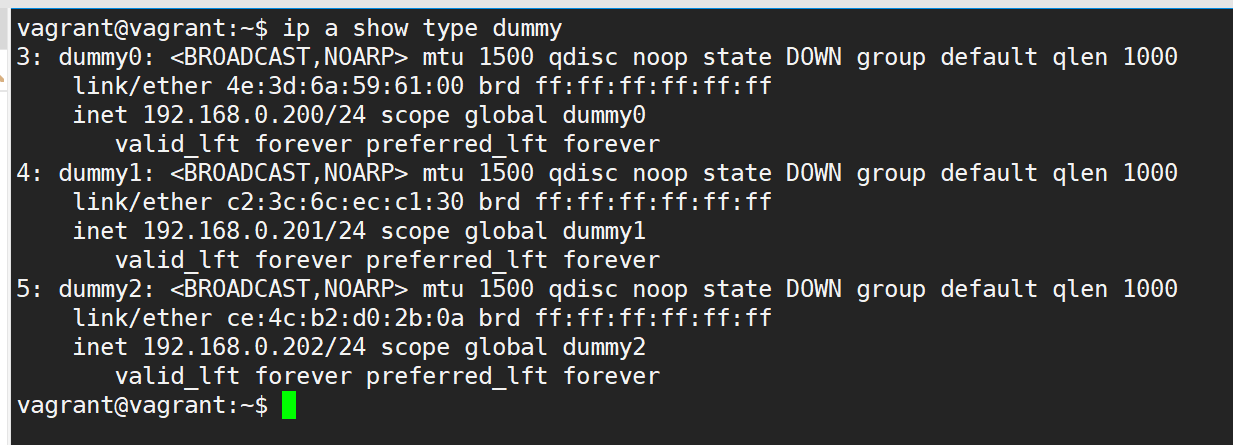 vagrant@vagrant:~$ ip a show type dummy
3: dummy0: <BROADCAST,NOARP> mtu 1500 qdisc noop state DOWN group default qlen 1000
    link/ether 4e:3d:6a:59:61:00 brd ff:ff:ff:ff:ff:ff
    inet 192.168.0.200/24 scope global dummy0
       valid_lft forever preferred_lft forever
4: dummy1: <BROADCAST,NOARP> mtu 1500 qdisc noop state DOWN group default qlen 1000
    link/ether c2:3c:6c:ec:c1:30 brd ff:ff:ff:ff:ff:ff
    inet 192.168.0.201/24 scope global dummy1
       valid_lft forever preferred_lft forever
5: dummy2: <BROADCAST,NOARP> mtu 1500 qdisc noop state DOWN group default qlen 1000
    link/ether ce:4c:b2:d0:2b:0a brd ff:ff:ff:ff:ff:ff
    inet 192.168.0.202/24 scope global dummy2
       valid_lft forever preferred_lft forever
vagrant@vagrant:~$